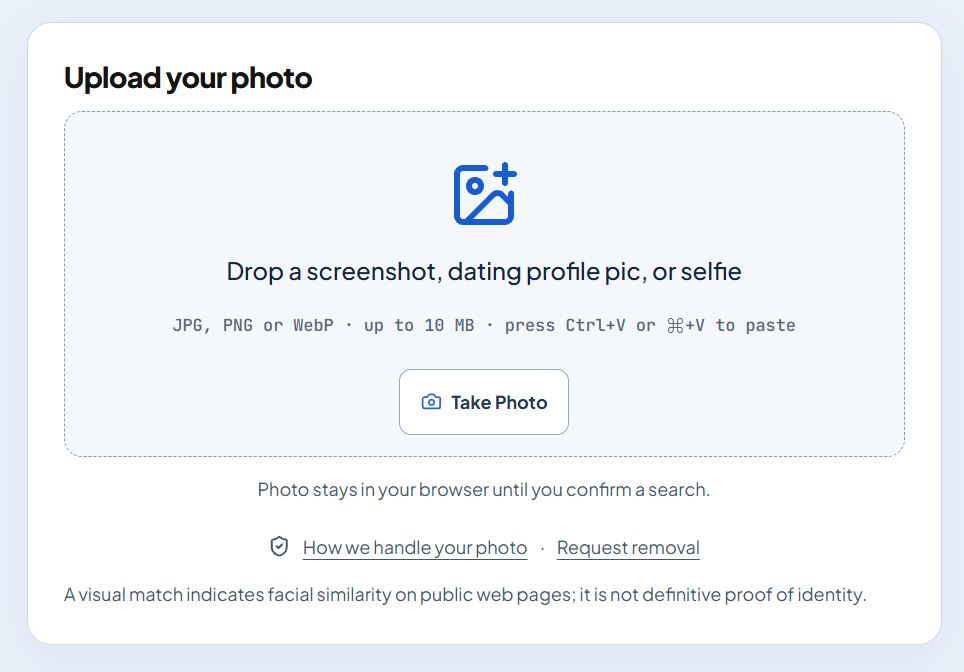 Upload your photo
Drop a screenshot, dating profile pic, or selfie
JPG, PNG or WebP · up to 10 MB · press Ctrl+V or ⌘+V to paste
Take Photo
Photo stays in your browser until you confirm a search.
How we handle your photo · Request removal
A visual match indicates facial similarity on public web pages; it is not definitive proof of identity.